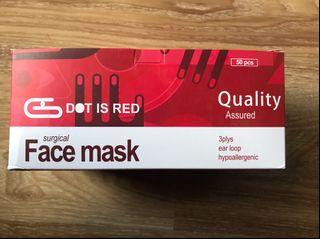 50 pcs
DOT IS RED
Quality
Assured
surgical
Face mask
3plys
ear loop
hypoallergenic